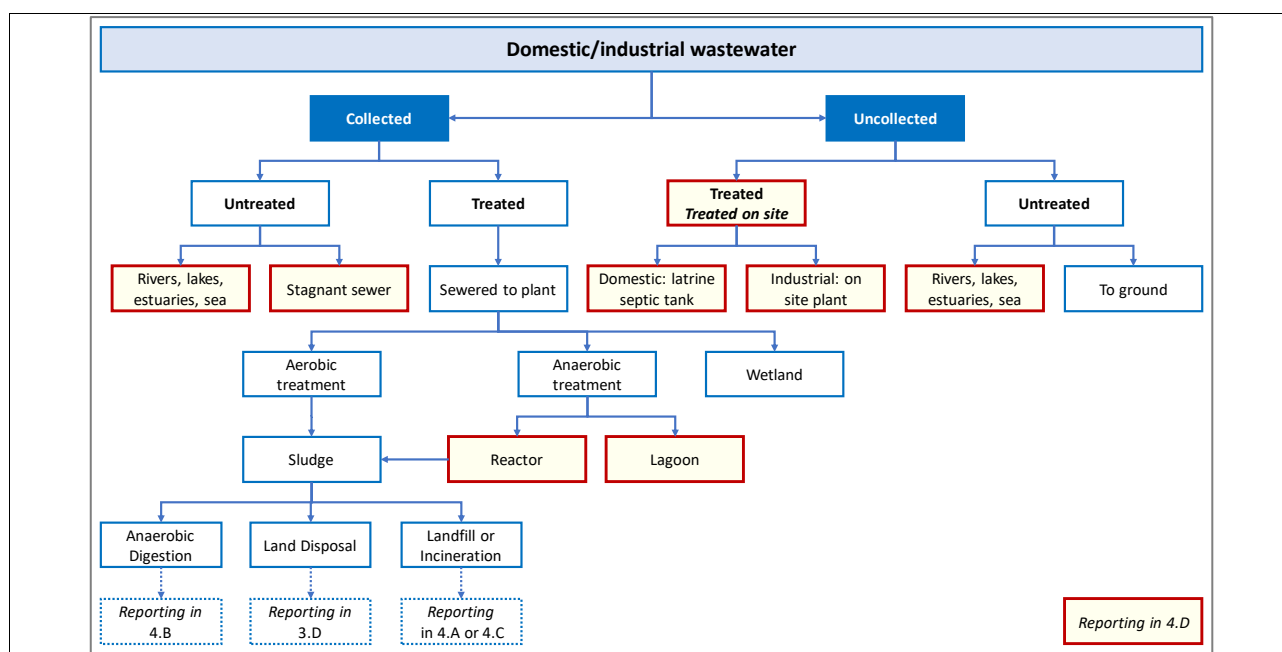 Domestic/industrial wastewater
Collected
Uncollected
Untreated
Treated
Treated
Treated on site
Untreated
Rivers, lakes,
estuaries, sea
Stagnant sewer
Sewered to plant
Domestic: latrine
septic tank
Industrial: on
site plant
Rivers, lakes,
estuaries, sea
To ground
Aerobic
treatment
Anaerobic
treatment
Wetland
Sludge
Reactor
Lagoon
Anaerobic
Digestion
Land Disposal
Landfill or
Incineration
Reporting in
4.B
Reporting in
3.D
Reporting
in 4.A or 4.C
Reporting in 4.D